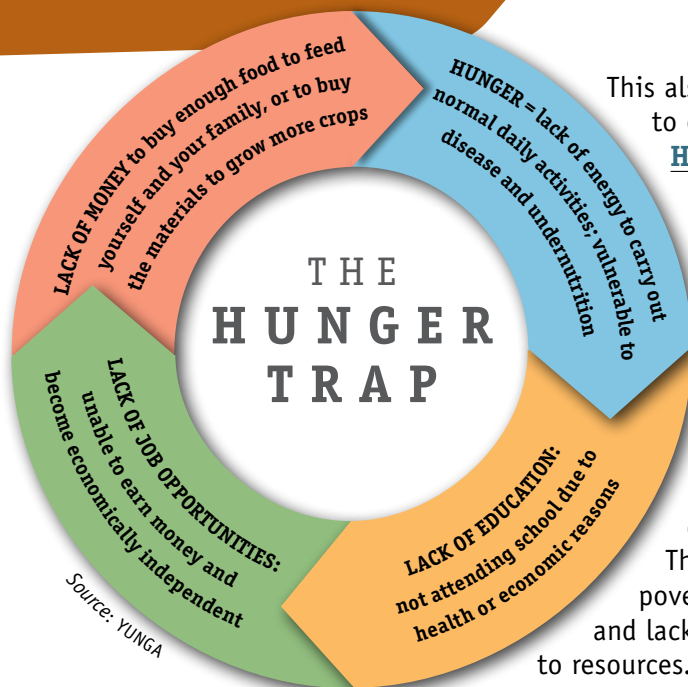 LACK OF MONEY to buy enough food to feed
yourself and your family, or to buy
the materials to grow more crops
HUNGER = lack of energy to carry out
normal daily activities; vulnerable to
disease and undernutrition
This
to
THE
HUNGER
TRAP
LACK OF JOB OPPORTUNITIES:
unable to earn money and
become economically independent
LACK OF EDUCATION:
not attending school due to
health or economic reasons
Source: YUNGA
and lack
to resources.